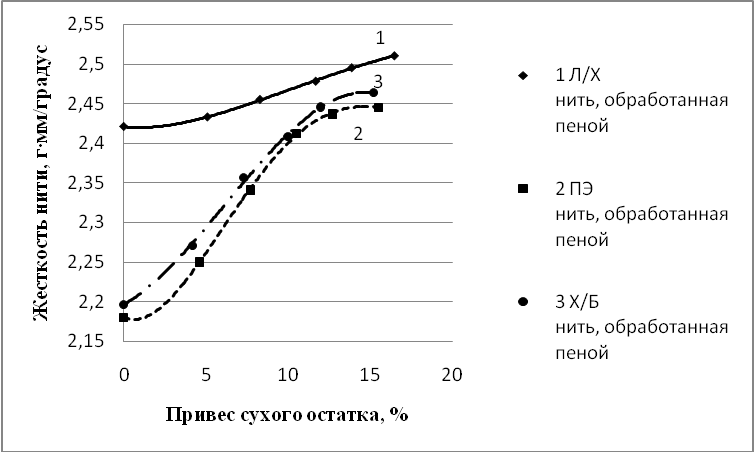 2,55
2,5
2,45
2,4
2,35
2,3
2,25
2,2
2,15
0 5 10 15 20
Жесткость нити, г·мм/градус
Привес сухого остатка, %
1
3
2
1 Л/Х
нить, обработанная
пеной
2 ПЭ
нить, обработанная
пеной
3 Х/Б
нить, обработанная
пеной